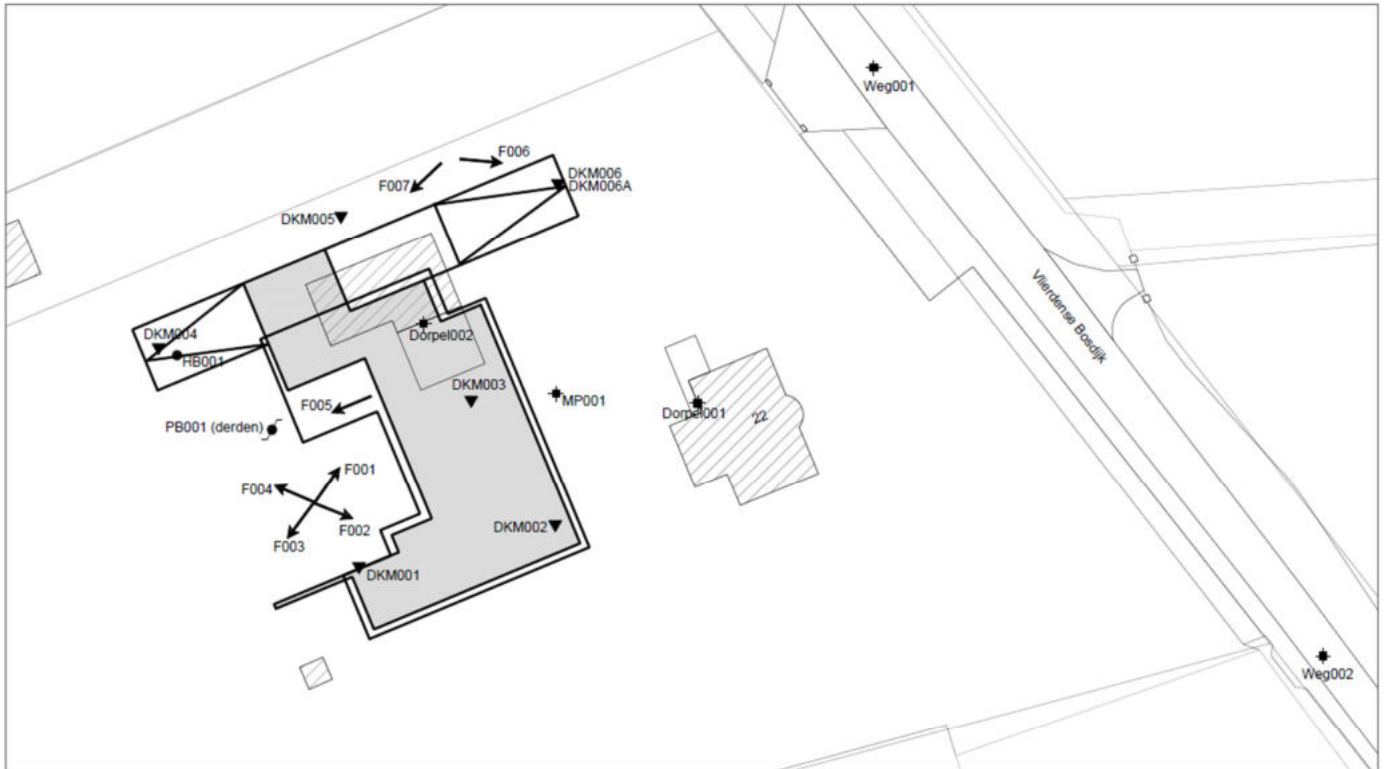 Weg001
F006
F007
DKM006
DKM006A
DKM005
DKM004
HB001
Dorpel002
Vlierdense Bosdijk
DKM003
F005
MP001
Dorpel001
22
PB001 (derden)
F001
F004
F002
F003
DKM002
DKM001
Weg002